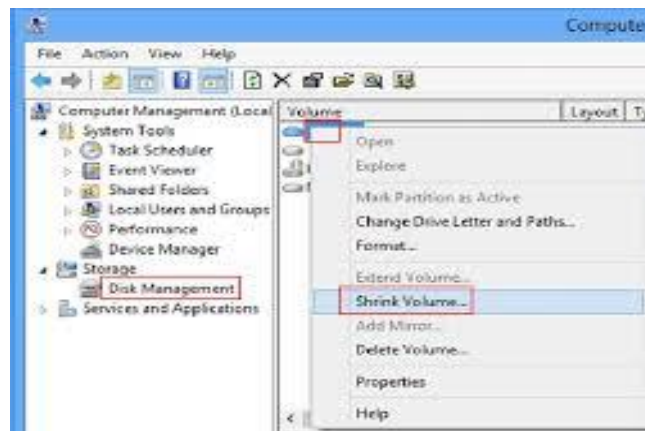 Compute
File Action View Help
Computer Management (Local
Volume
Layout
System Tools
Task Scheduler
Event Viewer
Shared Folders
Local Users and Groups
Performance
Device Manager
Storage
Disk Management
Services and Applications
Open
Explore
Mark Partition as Active
Change Drive Letter and Paths...
Format...
Extend Volume...
Shrink Volume...
Add Mirror...
Delete Volume...
Properties
Help